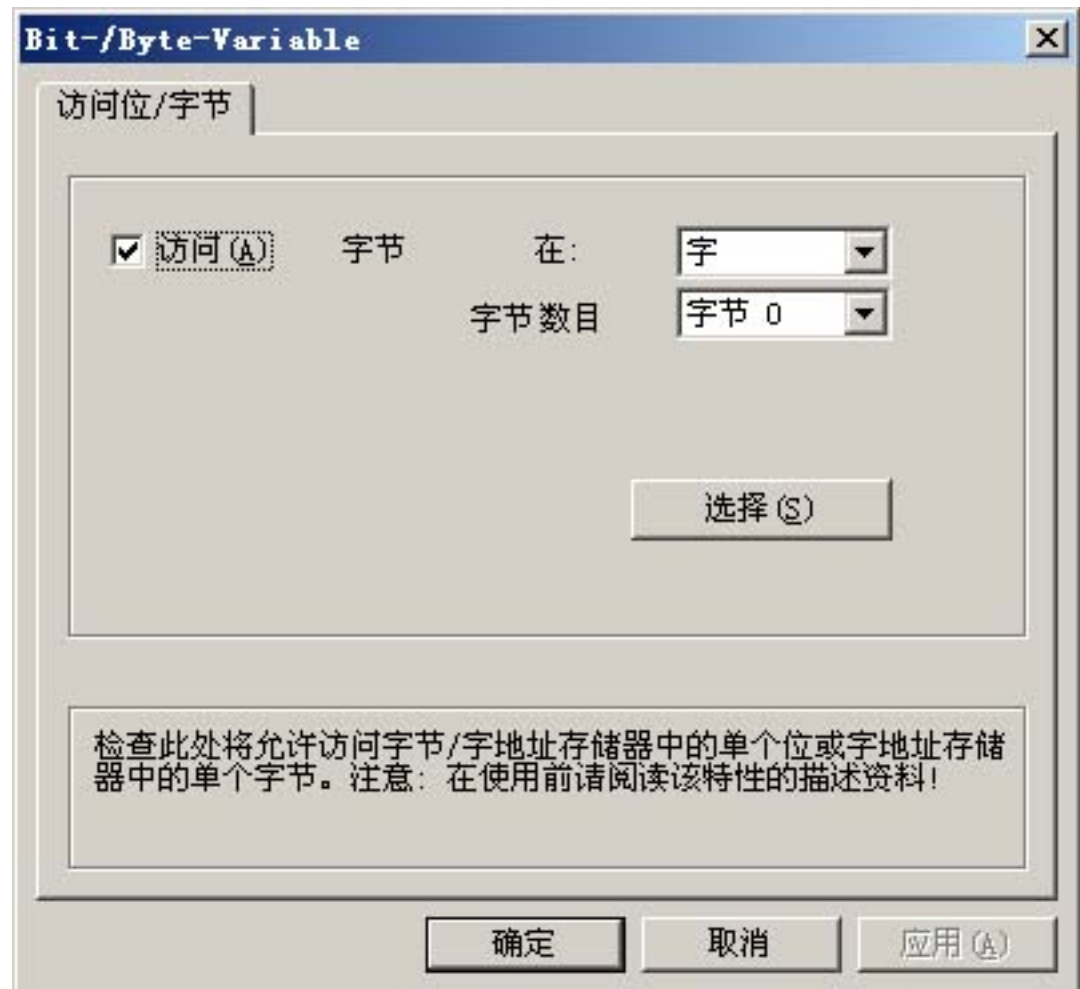 Bit-/Byte-Variable
访问位/字节
访问(A) 字节 在: 字
字节数目 字节 0
选择(S)
检查此处将允许访问字节/字地址存储器中的单个位或字地址存储
器中的单个字节。注意: 在使用前请阅读该特性的描述资料!
确定 取消 应用(A)